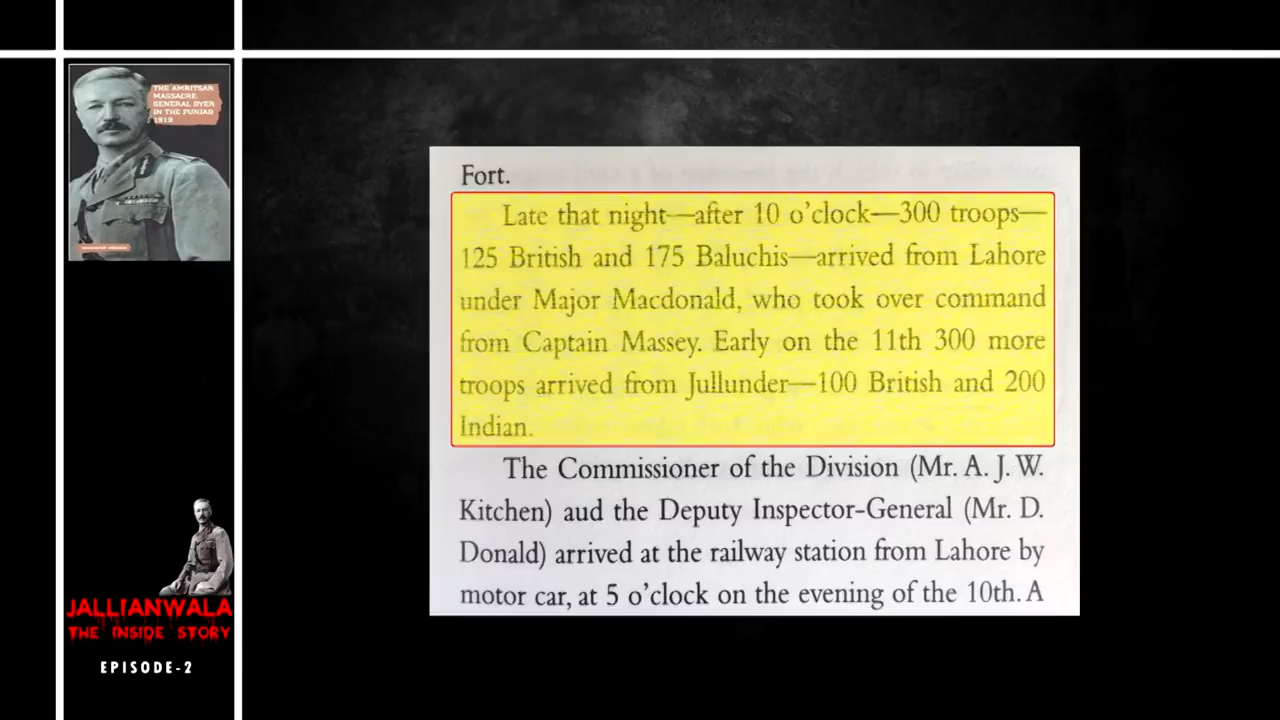 THE AMRITSAR
MASSACRE:
GENERAL DYER
IN THE PUNJAB
1919
JALLIANWALA
THE INSIDE STORY
EPISODE-2
Fort.
Late that night—after 10 o’clock—300 troops—
125 British and 175 Baluchis—arrived from Lahore
under Major Macdonald, who took over command
from Captain Massey. Early on the 11th 300 more
troops arrived from Jullunder—100 British and 200
Indian.
The Commissioner of the Division (Mr. A. J. W.
Kitchen) aud the Deputy Inspector-General (Mr. D.
Donald) arrived at the railway station from Lahore by
motor car, at 5 o’clock on the evening of the 10th. A